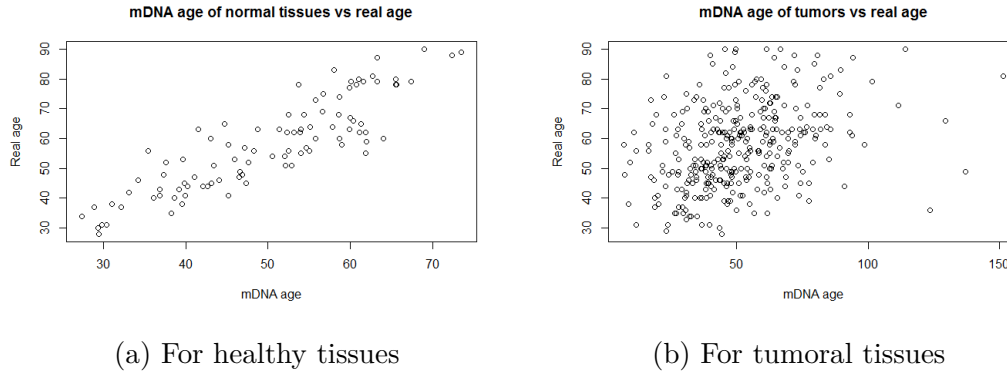 mDNA age of normal tissues vs real age
Real age
90
80
70
60
50
40
30
30 40 50 60 70
mDNA age
(a) For healthy tissues
mDNA age of tumors vs real age
Real age
90
80
70
60
50
40
30
50 100 150
mDNA age
(b) For tumoral tissues